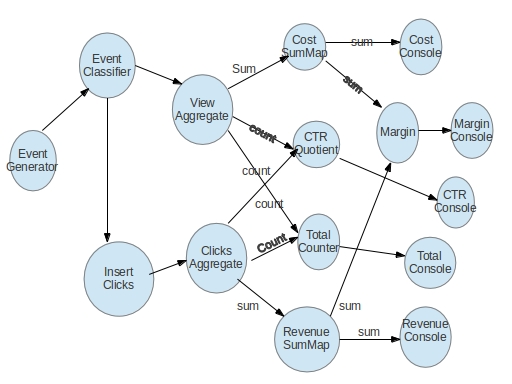 Cost
SumMap
sum
Cost
Console
Event
Classifier
Sum
sum
View
Aggregate
count
Margin
Margin
Console
CTR
Quotient
Event
Generator
count
count
CTR
Console
Clicks
Aggregate
Count
Total
Counter
Total
Console
Insert
Clicks
sum
sum
Revenue
SumMap
sum
Revenue
Console